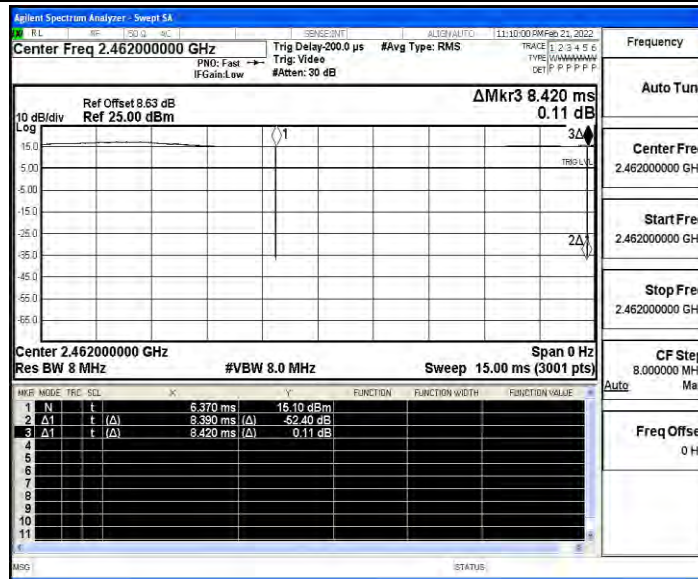 Agilent Spectrum Analyzer - Swept SA
RL RF 50 Ω AC SENSE:INT ALIGN AUTO 11:10:00 PM Feb 21, 2022
Center Freq 2.462000000 GHz
PNO: Fast
IFGain:Low
Trig Delay-200.0 µs
Trig: Video
#Atten: 30 dB
#Avg Type: RMS
TRACE 1 2 3 4 5 6
TYPE WWWWWW
DET P P P P P P
Ref Offset 8.63 dB
10 dB/div Ref 25.00 dBm
ΔMkr3 8.420 ms
0.11 dB
Log
15.0
5.00
-5.00
-15.0
-25.0
-35.0
-45.0
-55.0
-65.0
1
3Δ1
TRIG LVL
2Δ1
Center 2.462000000 GHz Span 0 Hz
Res BW 8 MHz #VBW 8.0 MHz Sweep 15.00 ms (3001 pts)
MKR MODE TRC SCL X Y FUNCTION FUNCTION WIDTH FUNCTION VALUE
1 N t 6.370 ms 15.10 dBm
2 Δ1 t (Δ) 8.390 ms (Δ) -52.40 dB
3 Δ1 t (Δ) 8.420 ms (Δ) 0.11 dB
4
5
6
7
8
9
10
11
MSG STATUS
Frequency
Auto Tun
Center Fre
2.462000000 GH
Start Fre
2.462000000 GH
Stop Fre
2.462000000 GH
CF Ste
8.000000 MH
Auto Ma
Freq Offse
0 H